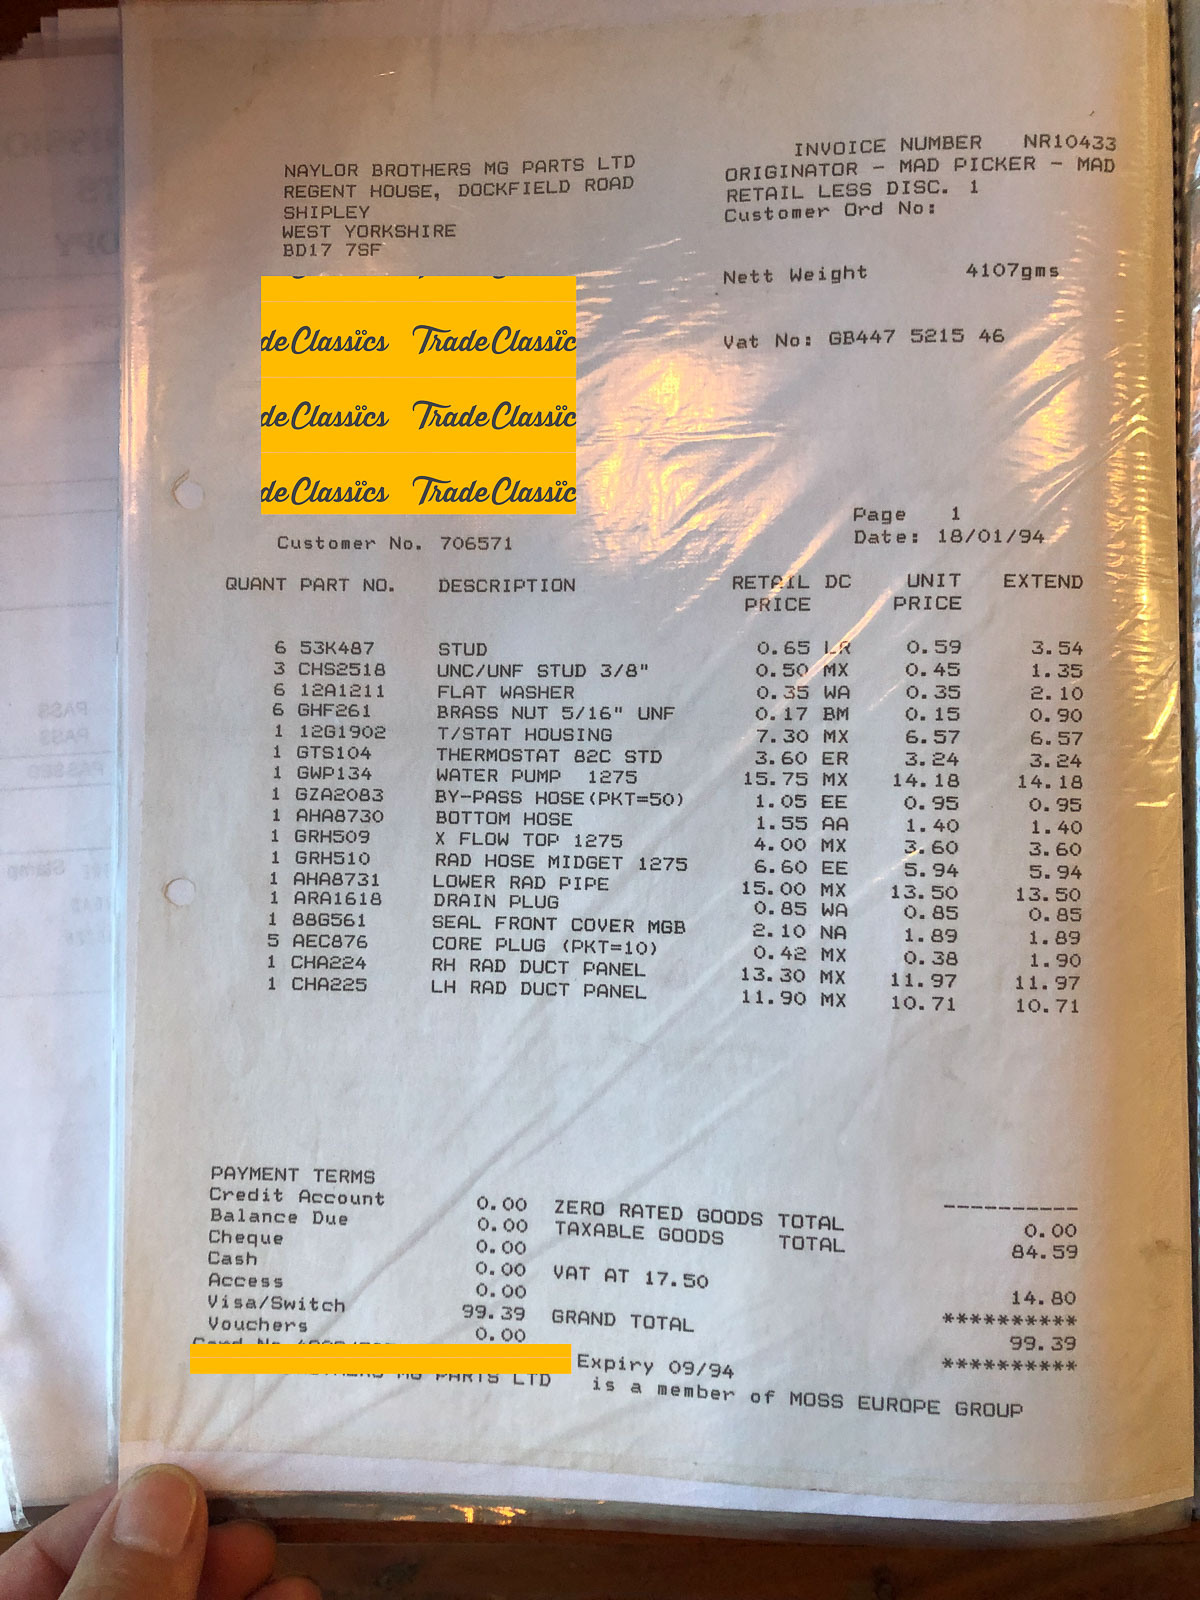 NAYLOR BROTHERS MG PARTS LTD
REGENT HOUSE, DOCKFIELD ROAD
SHIPLEY
WEST YORKSHIRE
BD17 7SF
INVOICE NUMBER NR10433
ORIGINATOR - MAD PICKER - MAD
RETAIL LESS DISC. 1
Customer Ord No:
Nett Weight 4107gms
Vat No: GB447 5215 46
deClassics TradeClassic
deClassics TradeClassic
deClassics TradeClassic
Page 1
Date: 18/01/94
Customer No. 706571
QUANT PART NO. DESCRIPTION RETAIL DC UNIT EXTEND
PRICE PRICE
6 53K487 STUD 0.65 LR 0.59 3.54
3 CHS2518 UNC/UNF STUD 3/8" 0.50 MX 0.45 1.35
6 12A1211 FLAT WASHER 0.35 WA 0.35 2.10
6 GHF261 BRASS NUT 5/16" UNF 0.17 BM 0.15 0.90
1 12G1902 T/STAT HOUSING 7.30 MX 6.57 6.57
1 GTS104 THERMOSTAT 82C STD 3.60 ER 3.24 3.24
1 GWP134 WATER PUMP 1275 15.75 MX 14.18 14.18
1 GZA2083 BY-PASS HOSE(PKT=50) 1.05 EE 0.95 0.95
1 AHA8730 BOTTOM HOSE 1.55 AA 1.40 1.40
1 GRH509 X FLOW TOP 1275 4.00 MX 3.60 3.60
1 GRH510 RAD HOSE MIDGET 1275 6.60 EE 5.94 5.94
1 AHA8731 LOWER RAD PIPE 15.00 MX 13.50 13.50
1 ARA1618 DRAIN PLUG 0.85 WA 0.85 0.85
1 88G561 SEAL FRONT COVER MGB 2.10 NA 1.89 1.89
5 AEC876 CORE PLUG (PKT=10) 0.42 MX 0.38 1.90
1 CHA224 RH RAD DUCT PANEL 13.30 MX 11.97 11.97
1 CHA225 LH RAD DUCT PANEL 11.90 MX 10.71 10.71
PAYMENT TERMS
Credit Account 0.00 ZERO RATED GOODS TOTAL 0.00
Balance Due 0.00 TAXABLE GOODS TOTAL 84.59
Cheque 0.00
Cash 0.00 VAT AT 17.50 14.80
Access 0.00
Visa/Switch 99.39 GRAND TOTAL 99.39
Vouchers 0.00
Expiry 09/94
MG PARTS LTD is a member of MOSS EUROPE GROUP